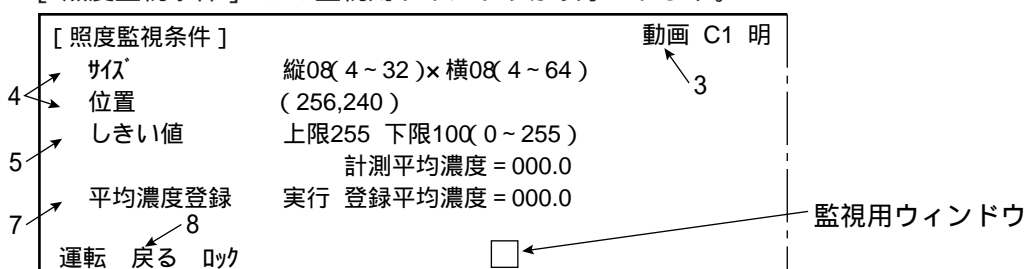 [ 照度監視条件 ] 動画 C1 明
3
サイズ 縦08( 4 ~ 32 )× 横08( 4 ~ 64 )
4
位置 ( 256,240 )
しきい値 上限255 下限100( 0 ~ 255 )
5
計測平均濃度 = 000.0
平均濃度登録 実行 登録平均濃度 = 000.0
7
8
監視用ウィンドウ
運転 戻る ロック